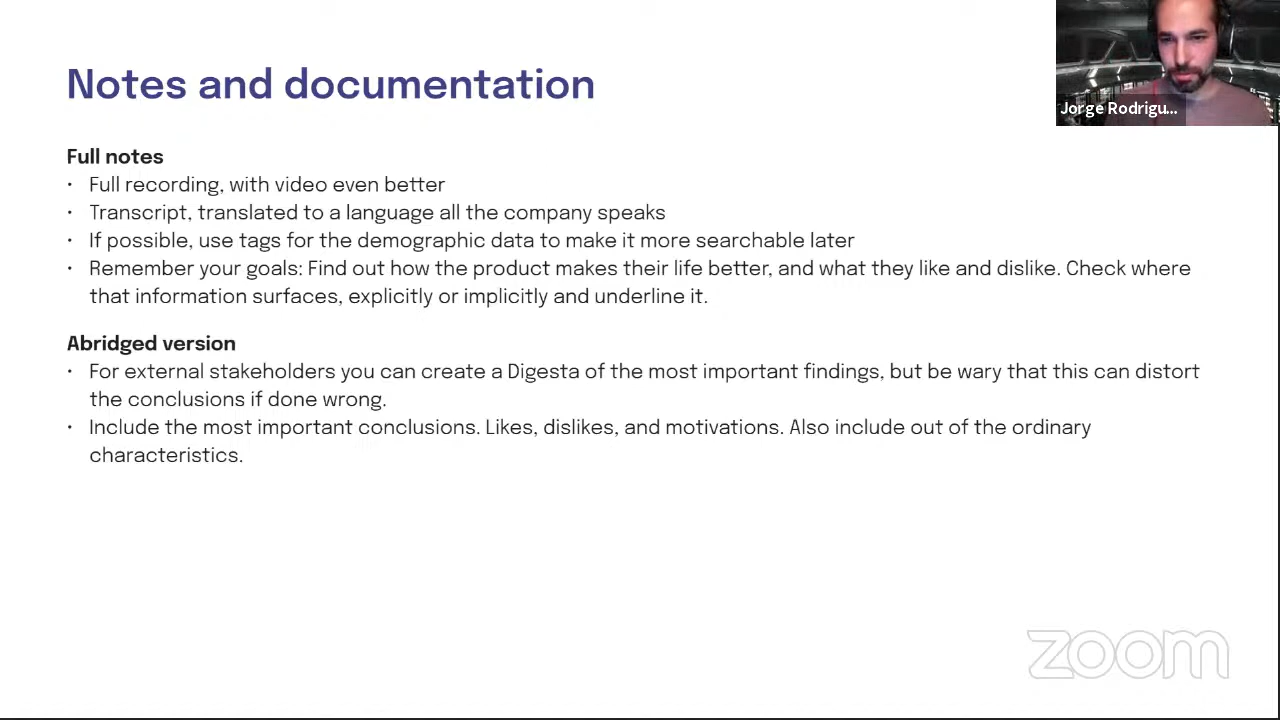 Notes and documentation
Jorge Rodrigu...
Full notes
• Full recording, with video even better
• Transcript, translated to a language all the company speaks
• If possible, use tags for the demographic data to make it more searchable later
• Remember your goals: Find out how the product makes their life better, and what they like and dislike. Check where
that information surfaces, explicitly or implicitly and underline it.
Abridged version
• For external stakeholders you can create a Digesta of the most important findings, but be wary that this can distort
the conclusions if done wrong.
• Include the most important conclusions. Likes, dislikes, and motivations. Also include out of the ordinary
characteristics.
zoom